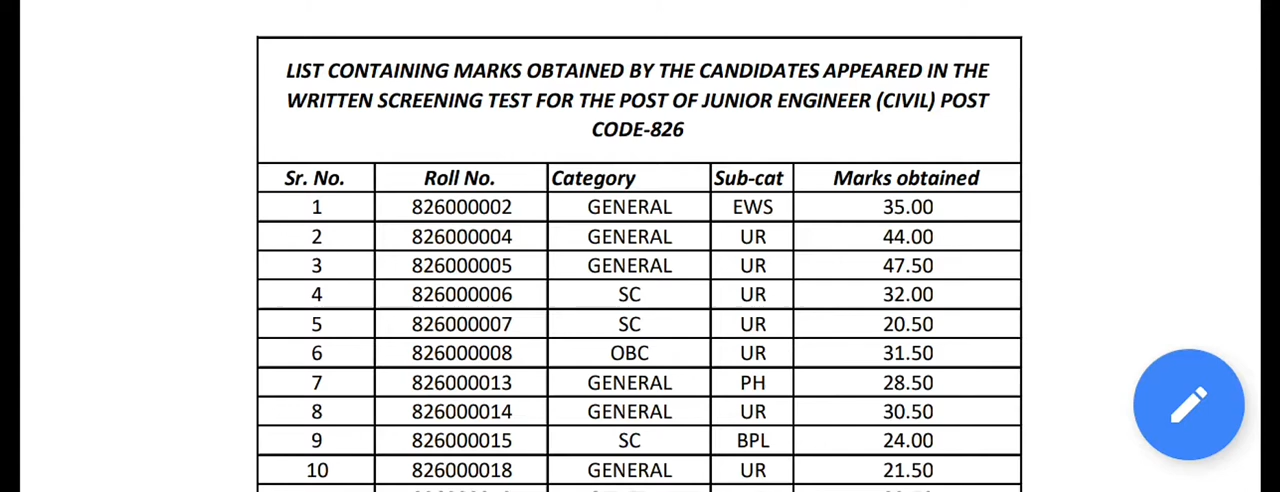 LIST CONTAINING MARKS OBTAINED BY THE CANDIDATES APPEARED IN THE
WRITTEN SCREENING TEST FOR THE POST OF JUNIOR ENGINEER (CIVIL) POST
CODE-826
Sr. No. Roll No. Category Sub-cat Marks obtained
1 826000002 GENERAL EWS 35.00
2 826000004 GENERAL UR 44.00
3 826000005 GENERAL UR 47.50
4 826000006 SC UR 32.00
5 826000007 SC UR 20.50
6 826000008 OBC UR 31.50
7 826000013 GENERAL PH 28.50
8 826000014 GENERAL UR 30.50
9 826000015 SC BPL 24.00
10 826000018 GENERAL UR 21.50